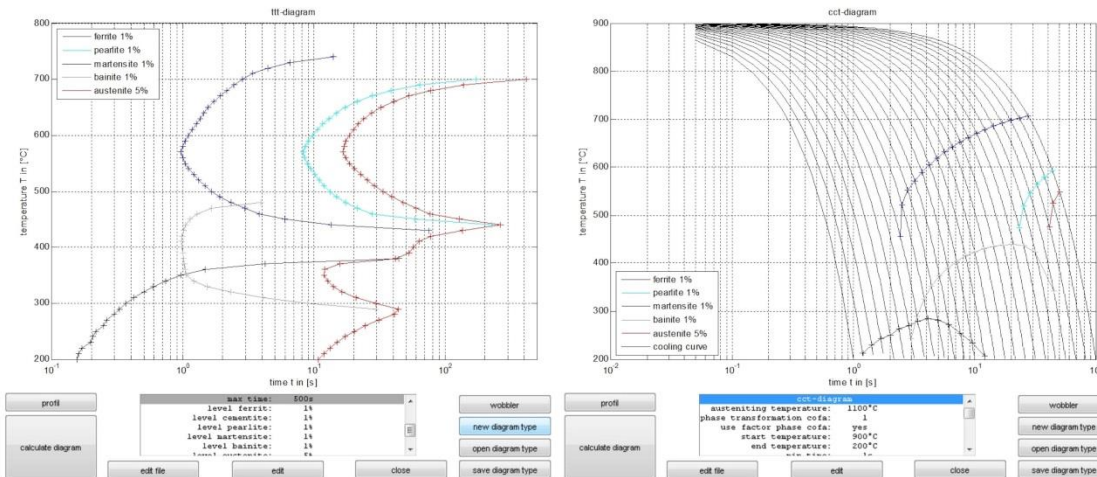 ttt-diagram
800
700
600
500
400
300
200
temperature T in [°C]
ferrite 1%
pearlite 1%
martensite 1%
bainite 1%
austenite 5%
10-1
100
101
102
time t in [s]
profil
calculate diagram
max time: 500s
level ferrit: 1%
level cementite: 1%
level pearlite: 1%
level martensite: 1%
level bainite: 1%
level austenite: 5%
edit file
edit
close
wobbler
new diagram type
open diagram type
save diagram type
cct-diagram
900
800
700
600
500
400
300
200
temperature T in [°C]
ferrite 1%
pearlite 1%
martensite 1%
bainite 1%
austenite 5%
cooling curve
10-2
10-1
100
101
time t in [s]
profil
calculate diagram
cct-diagram
austeniting temperature: 1100°C
phase transformation cofa: 1
use factor phase cofa: yes
start temperature: 900°C
end temperature: 200°C
min time: 1s
edit file
edit
close
wobbler
new diagram type
open diagram type
save diagram type